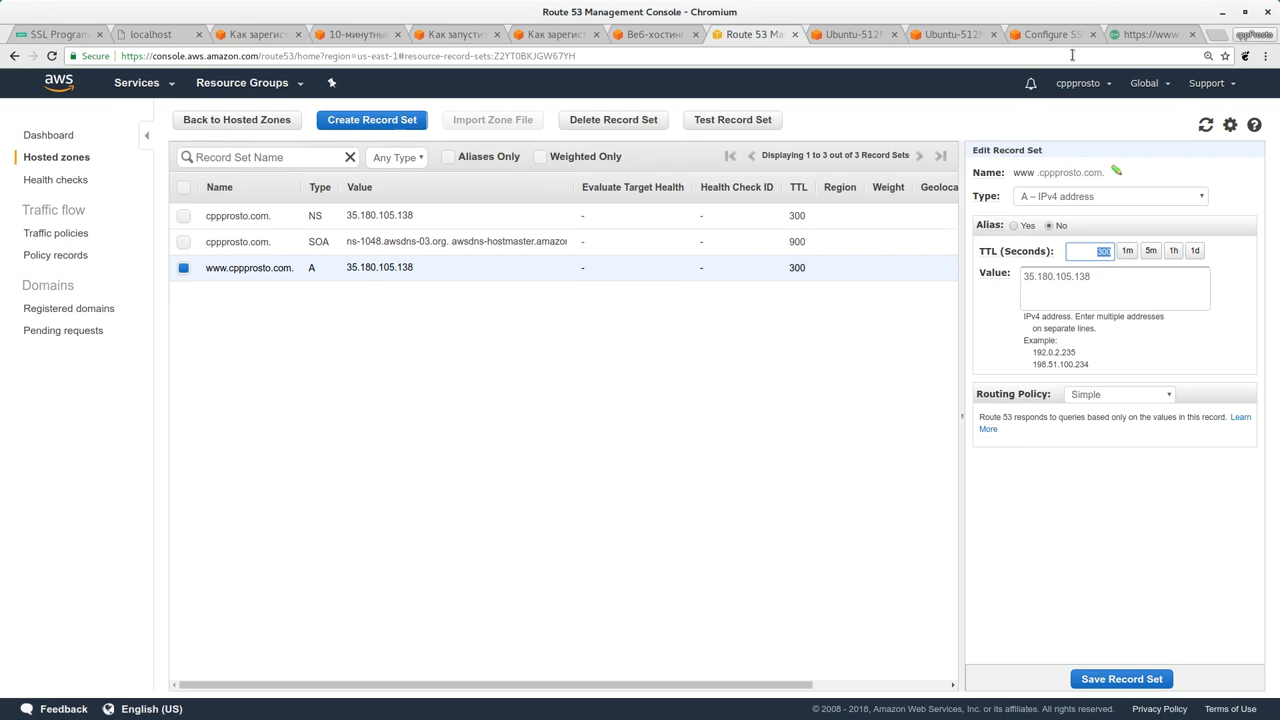 Route 53 Management Console - Chromium
SSL Program
localhost
Как зарегист
10-минутны
Как запусти
Как зарегист
Веб-хостинг
Route 53 Ma
Ubuntu-512M
Ubuntu-512M
Configure SS
https://www
cppProsto
Secure
https://console.aws.amazon.com/route53/home?region=us-east-1#resource-record-sets:Z2YT0BKJGW67YH
aws
Services
Resource Groups
cppprosto
Global
Support
Dashboard
Hosted zones
Health checks
Traffic flow
Traffic policies
Policy records
Domains
Registered domains
Pending requests
Back to Hosted Zones
Create Record Set
Import Zone File
Delete Record Set
Test Record Set
Record Set Name
Any Type
Aliases Only
Weighted Only
Displaying 1 to 3 out of 3 Record Sets
Name Type Value Evaluate Target Health Health Check ID TTL Region Weight Geoloca
cppprosto.com. NS 35.180.105.138 - - 300
cppprosto.com. SOA ns-1048.awsdns-03.org. awsdns-hostmaster.amazon - - 900
www.cppprosto.com. A 35.180.105.138 - - 300
Edit Record Set
Name: www .cppprosto.com.
Type: A – IPv4 address
Alias: Yes No
TTL (Seconds): 300 1m 5m 1h 1d
Value: 35.180.105.138
IPv4 address. Enter multiple addresses
on separate lines.
Example:
192.0.2.235
198.51.100.234
Routing Policy: Simple
Route 53 responds to queries based only on the values in this record. Learn
More
Save Record Set
Feedback
English (US)
© 2008 - 2018, Amazon Web Services, Inc. or its affiliates. All rights reserved.
Privacy Policy
Terms of Use